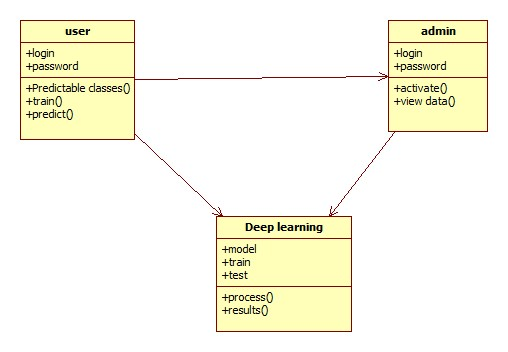 user
+login
+password
+Predictable classes()
+train()
+predict()
admin
+login
+password
+activate()
+view data()
Deep learning
+model
+train
+test
+process()
+results()